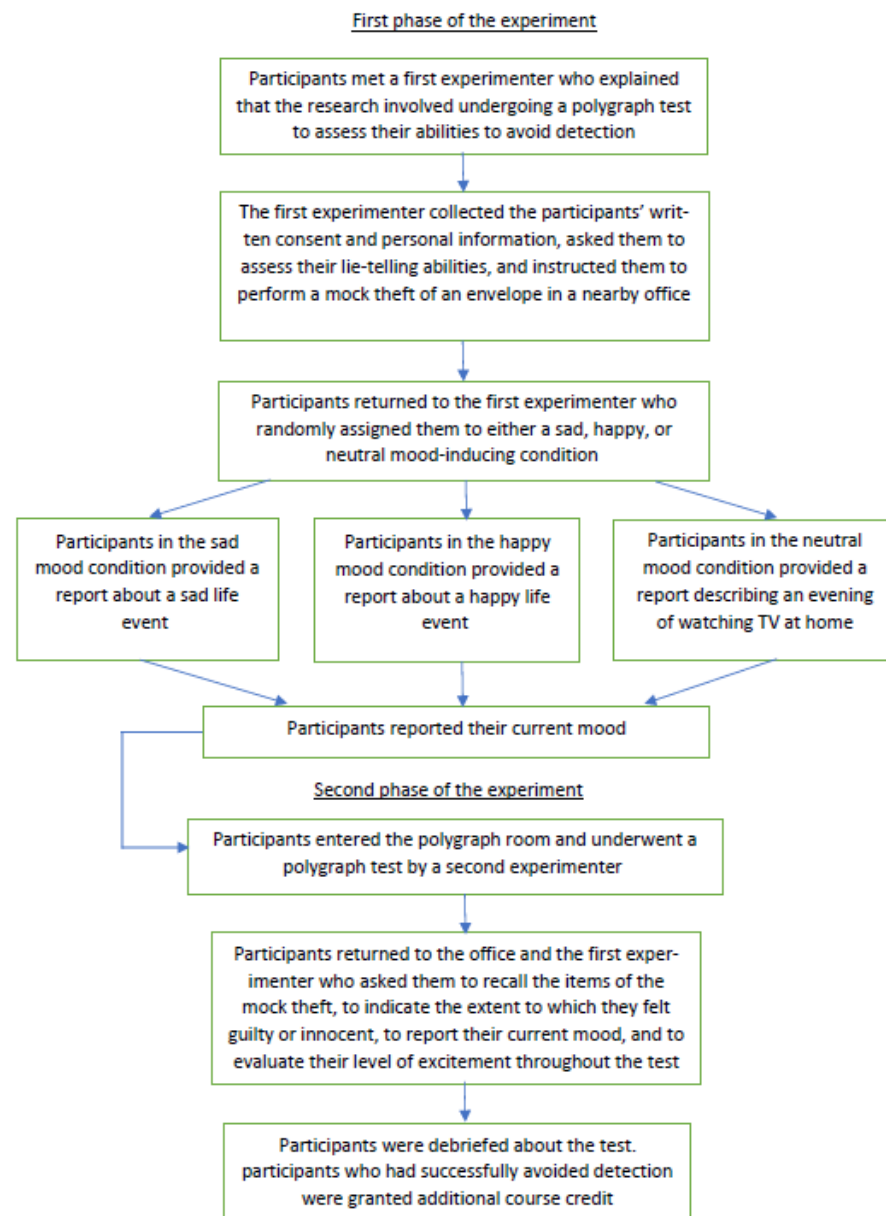 First phase of the experiment
Participants met a first experimenter who explained
that the research involved undergoing a polygraph test
to assess their abilities to avoid detection
The first experimenter collected the participants' writ-
ten consent and personal information, asked them to
assess their lie-telling abilities, and instructed them to
perform a mock theft of an envelope in a nearby office
Participants returned to the first experimenter who
randomly assigned them to either a sad, happy, or
neutral mood-inducing condition
Participants in the sad
mood condition provided a
report about a sad life
event
Participants in the happy
mood condition provided a
report about a happy life
event
Participants in the neutral
mood condition provided a
report describing an evening
of watching TV at home
Participants reported their current mood
Second phase of the experiment
Participants entered the polygraph room and underwent a
polygraph test by a second experimenter
Participants returned to the office and the first exper-
imenter who asked them to recall the items of the
mock theft, to indicate the extent to which they felt
guilty or innocent, to report their current mood, and to
evaluate their level of excitement throughout the test
Participants were debriefed about the test.
participants who had successfully avoided detection
were granted additional course credit